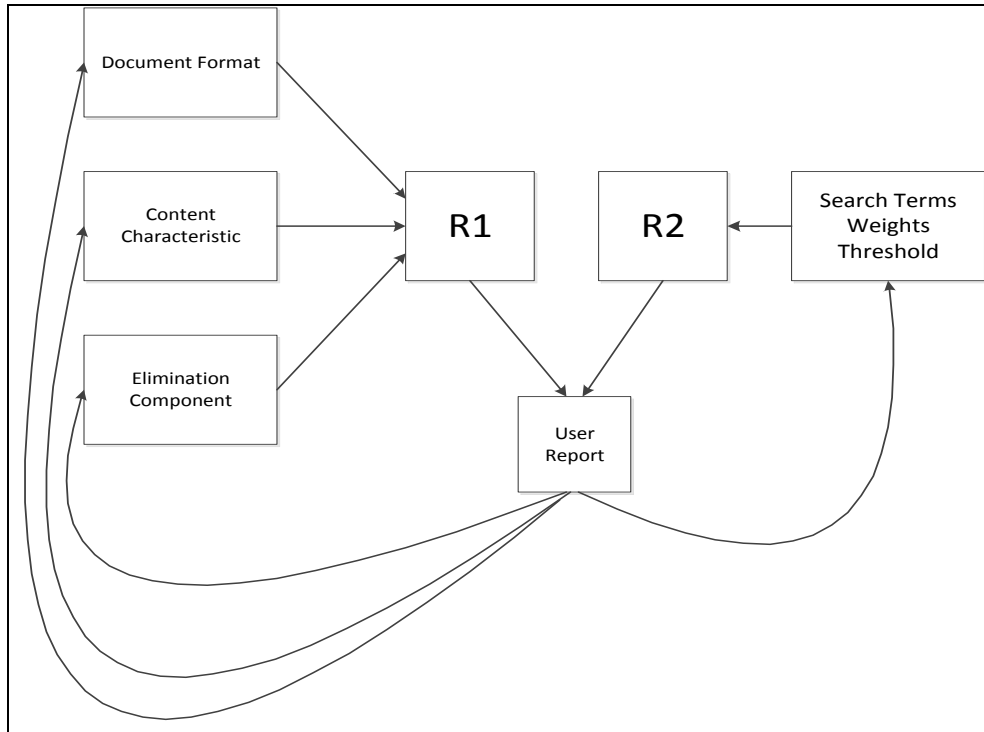 Document Format
Content
Characteristic
Elimination
Component
R1
R2
Search Terms
Weights
Threshold
User
Report